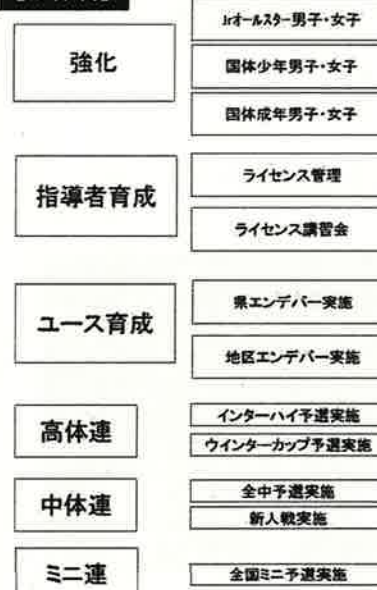 Jrオールスター男子・女子
強化
国体少年男子・女子
国体成年男子・女子
ライセンス管理
指導者育成
ライセンス講習会
県エンデバー実施
ユース育成
地区エンデバー実施
インターハイ予選実施
高体連
ウインターカップ予選実施
全中予選実施
中体連
新人戦実施
ミニ連
全国ミニ予選実施